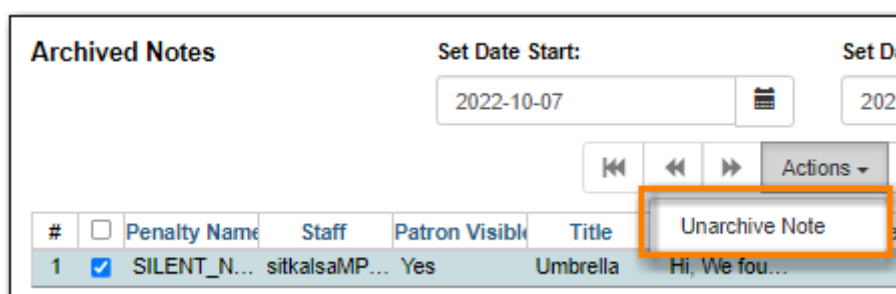 Archived Notes Set Date Start: Set Da
2022-10-07 202
Actions
# Penalty Name Staff Patron Visible Title Unarchive Note
1 SILENT_N... sitkalsaMP... Yes Umbrella Hi, We fou...